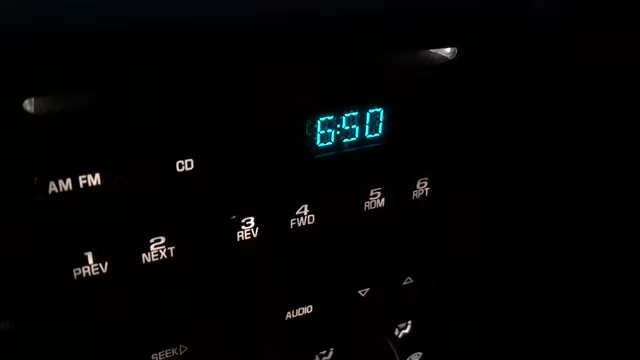 6:50
CD
AM FM
6
RPT
5
RDM
4
FWD
3
REV
2
NEXT
1
PREV
AUDIO
SEEK